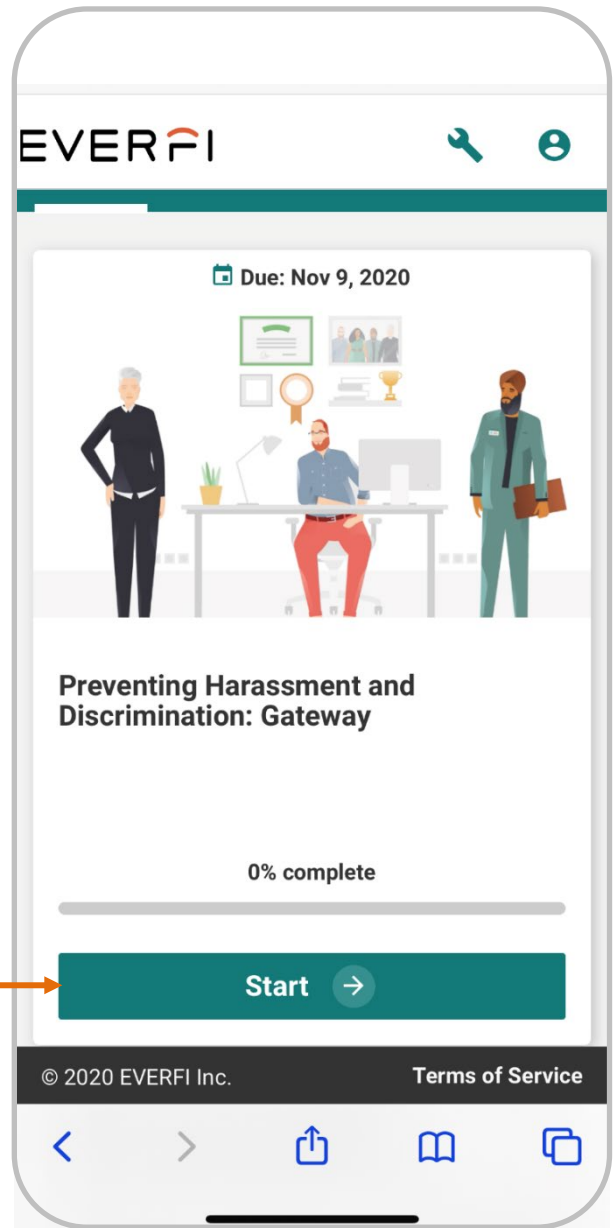 EVERFI
Due: Nov 9, 2020
Preventing Harassment and
Discrimination: Gateway
0% complete
Start
© 2020 EVERFI Inc.
Terms of Service